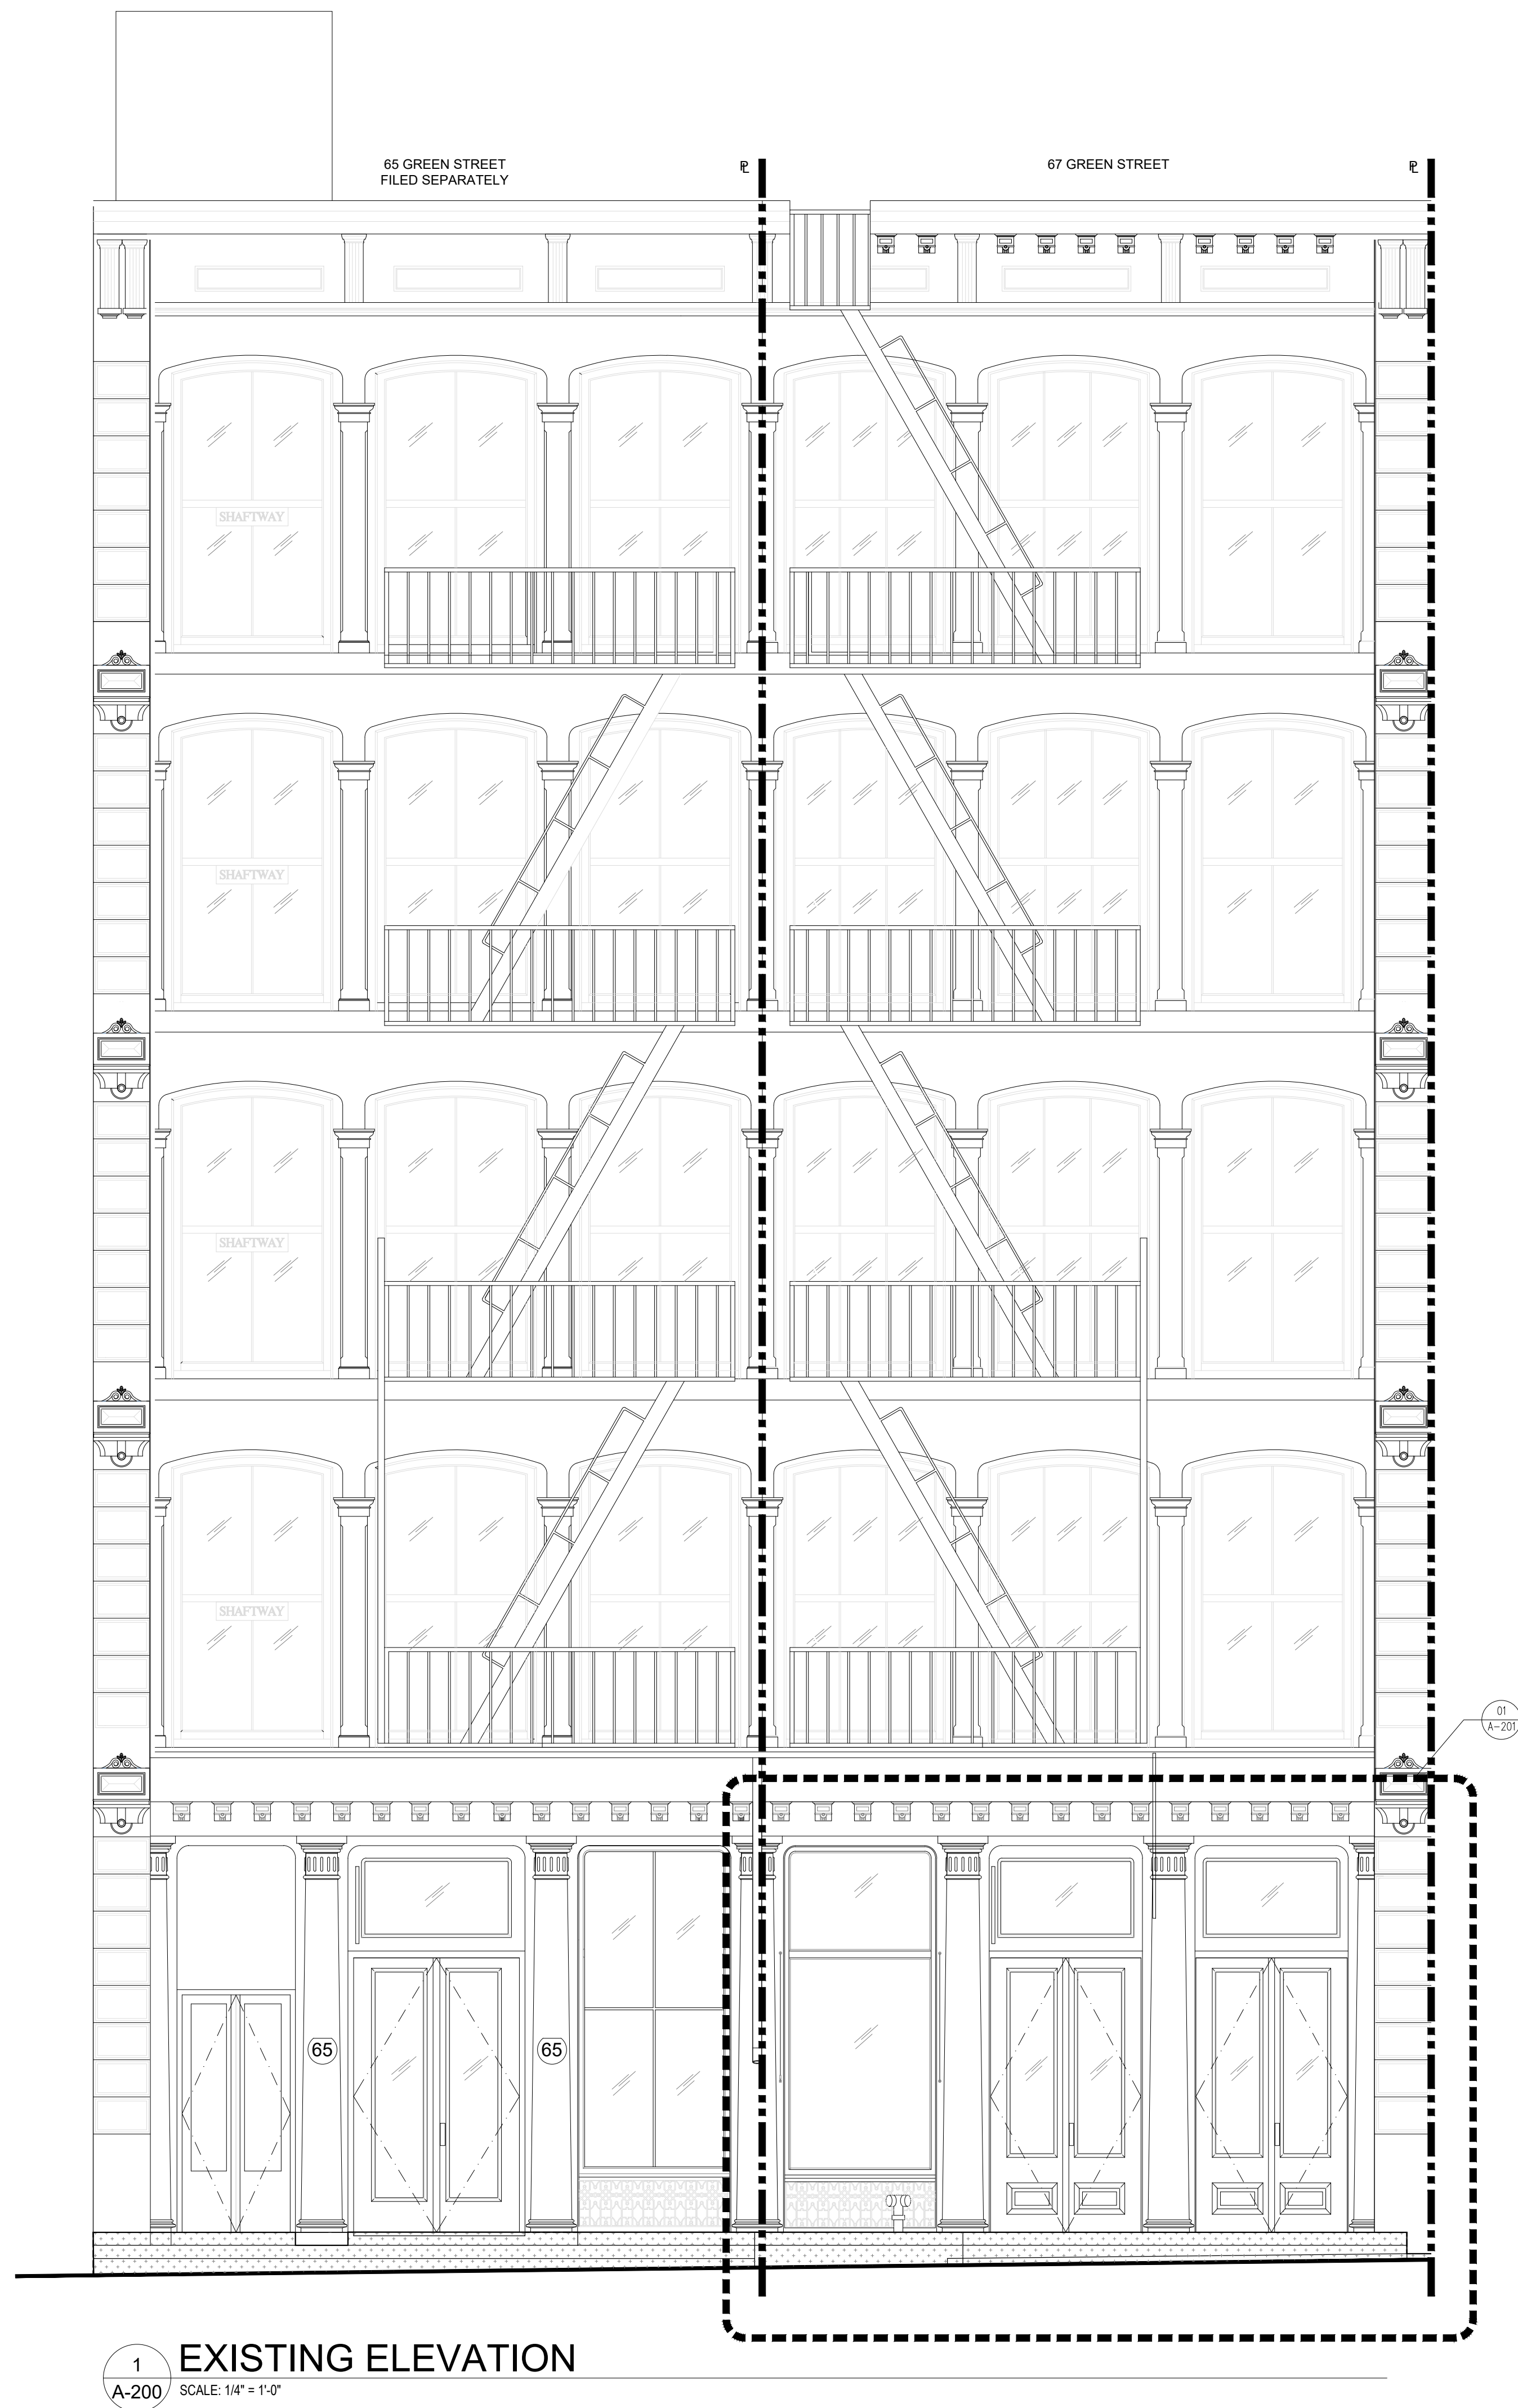 65 GREEN STREET
FILED SEPARATELY
PL
67 GREEN STREET
PL
SHAFTWAY
SHAFTWAY
SHAFTWAY
SHAFTWAY
01
A-201
65
65
1
A-200
EXISTING ELEVATION
SCALE: 1/4" = 1'-0"